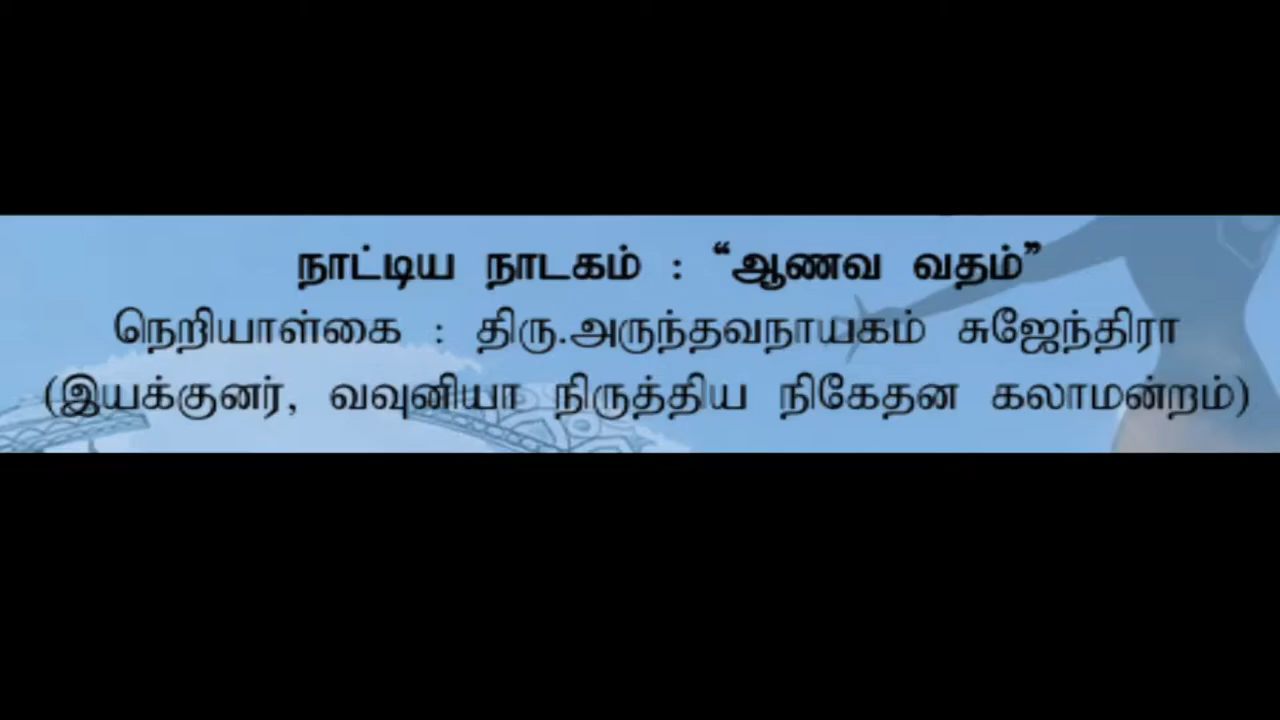 நாட்டிய நாடகம் : “ஆணவ வதம்”
நெறியாள்கை : திரு.அருந்தவநாயகம் சுஜேந்திரா
(இயக்குனர், வவுனியா நிருத்திய நிகேதன கலாமன்றம்)